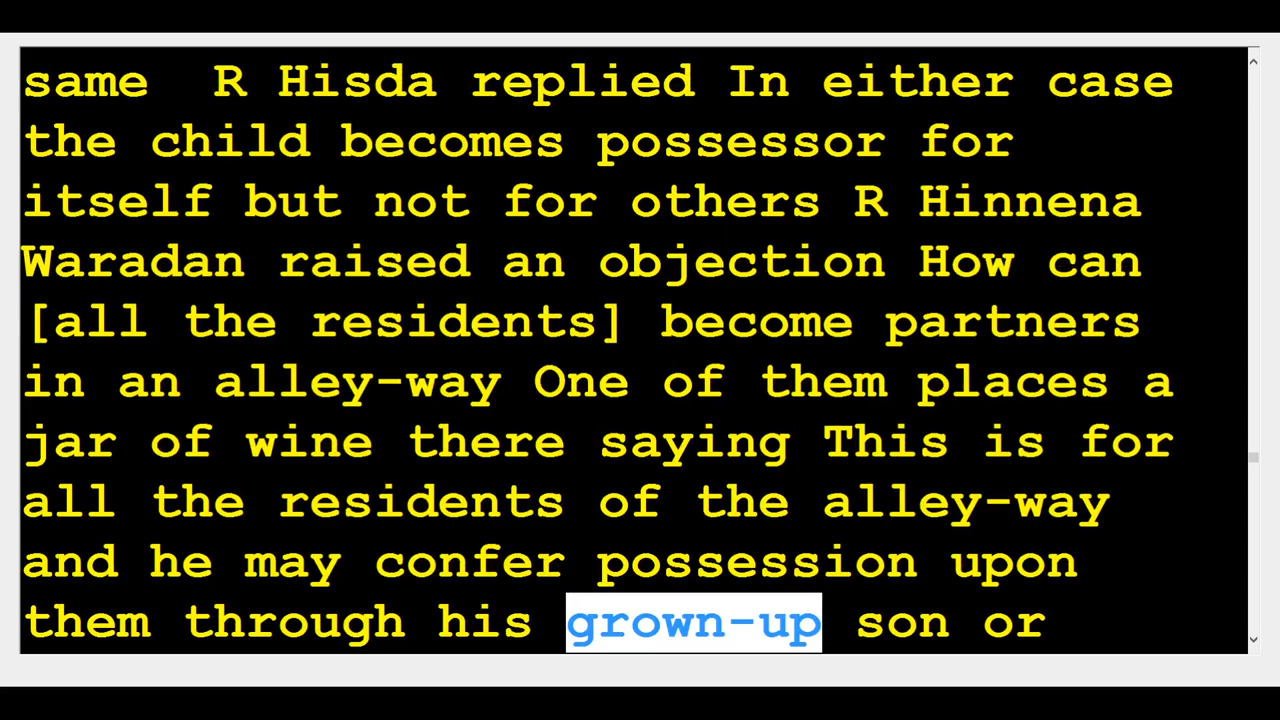 same  R Hisda replied In either case
the child becomes possessor for
itself but not for others R Hinnena
Waradan raised an objection How can
[all the residents] become partners
in an alley-way One of them places a
jar of wine there saying This is for
all the residents of the alley-way
and he may confer possession upon
them through his grown-up son or